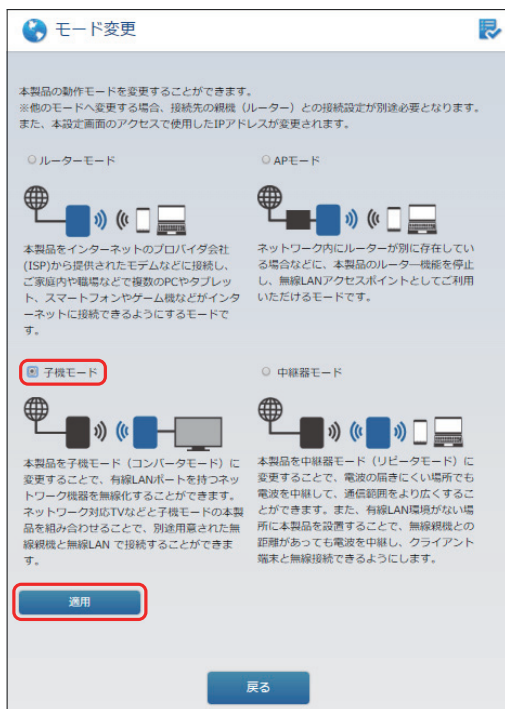 モード変更
本製品の動作モードを変更することができます。
※他のモードへ変更する場合、接続先の親機（ルーター）との接続設定が別途必要となります。
また、本設定画面のアクセスで使用したIPアドレスが変更されます。
ルーターモード
本製品をインターネットのプロバイダ会社
(ISP)から提供されたモデムなどに接続し、
ご家庭内や職場などで複数のPCやタブレッ
ト、スマートフォンやゲーム機などがインタ
ーネットに接続できるようにするモードで
す。
APモード
ネットワーク内にルーターが別に存在してい
る場合などに、本製品のルーター機能を停止
し、無線LANアクセスポイントとしてご利用
いただけるモードです。
子機モード
本製品を子機モード（コンバータモード）に
変更することで、有線LANポートを持つネッ
トワーク機器を無線化することができます。
ネットワーク対応TVなどと子機モードの本製
品を組み合わせることで、別途用意された無
線親機と無線LAN で接続することができま
す。
中継器モード
本製品を中継器モード（リピータモード）に
変更することで、電波の届きにくい場所でも
電波を中継して、通信範囲をより広くするこ
とができます。また、有線LAN環境がない場
所に本製品を設置することで、無線親機との
距離があっても電波を中継し、クライアント
端末と無線接続できるようにします。
適用
戻る